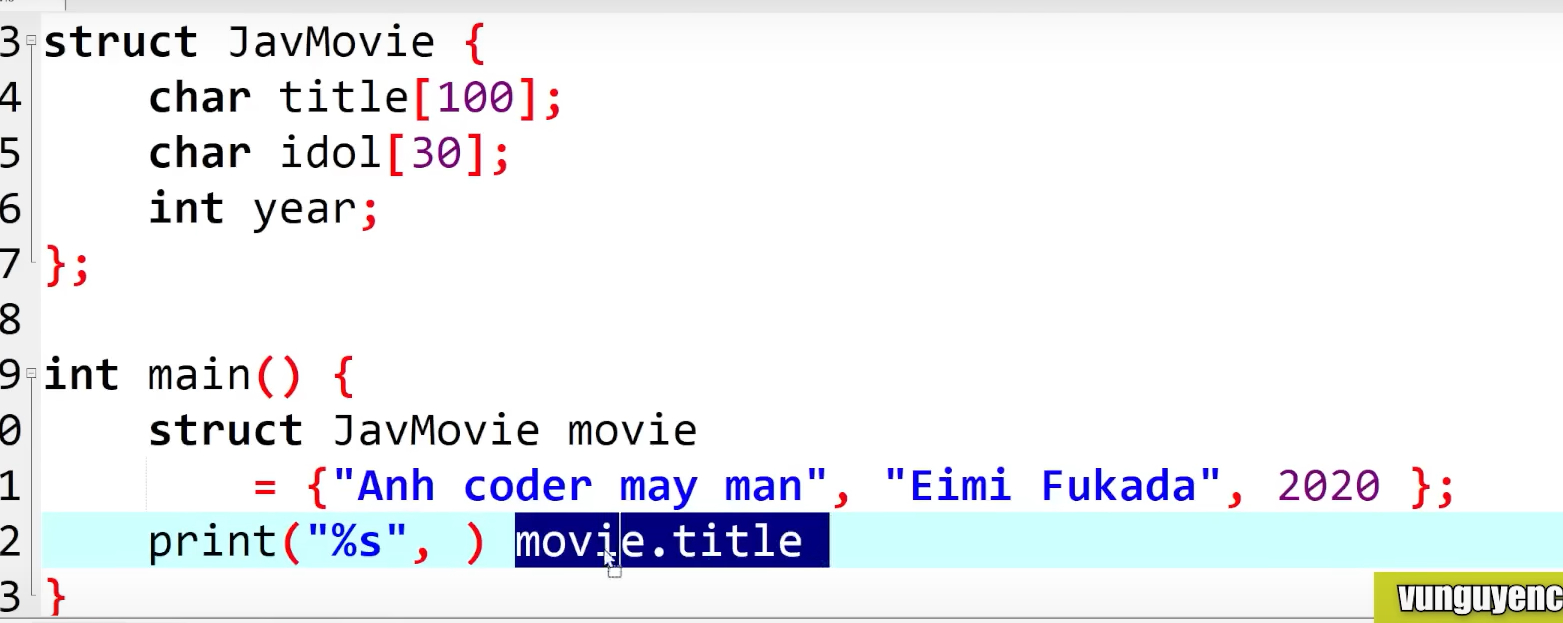 3 struct JavMovie {
4 char title[100];
5 char idol[30];
6 int year;
7 };
8
9 int main() {
0 struct JavMovie movie
1 = {"Anh coder may man", "Eimi Fukada", 2020 };
2 print("%s", ) movie.title
3 }
vunguyenc